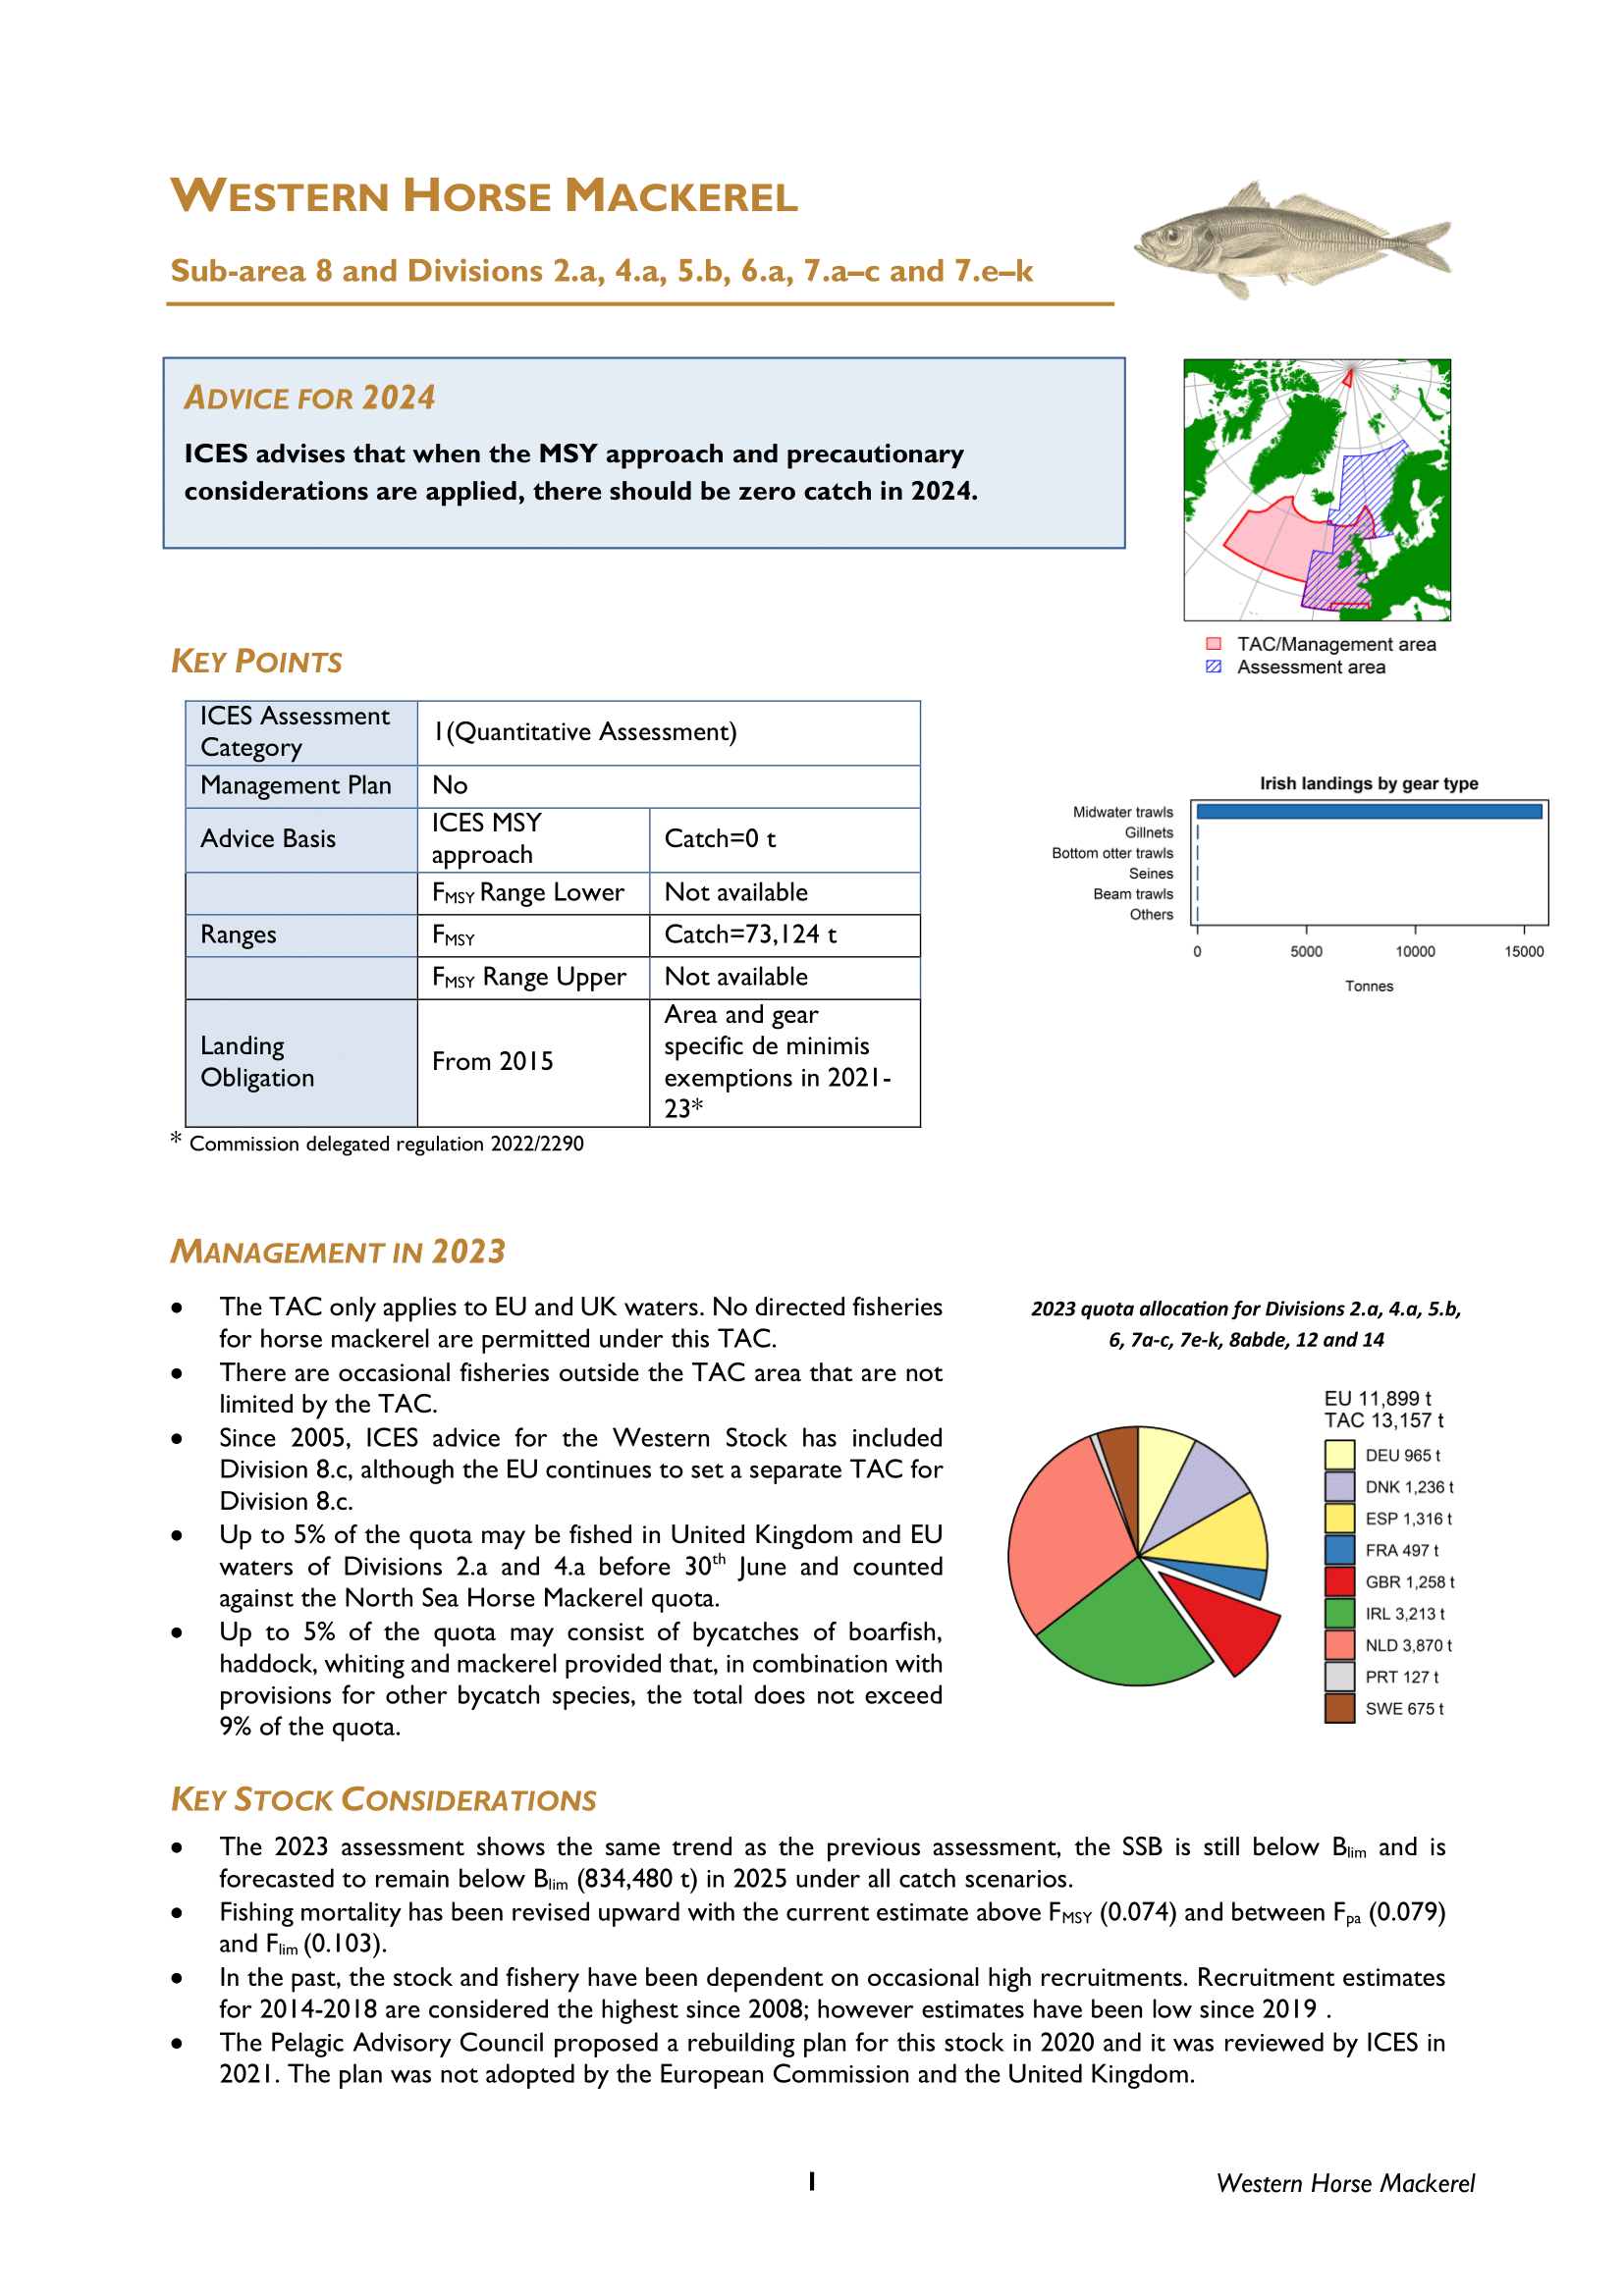 WESTERN HORSE MACKEREL
Sub-area 8 and Divisions 2.a, 4.a, 5.b, 6.a, 7.a–c and 7.e–k
ADVICE FOR 2024
ICES advises that when the MSY approach and precautionary
considerations are applied, there should be zero catch in 2024.
TAC/Management area
Assessment area
KEY POINTS
ICES Assessment
Category
1(Quantitative Assessment)
Management Plan
No
Advice Basis
ICES MSY
approach
Catch=0 t
FMSY Range Lower
Not available
Ranges
FMSY
Catch=73,124 t
FMSY Range Upper
Not available
Landing
Obligation
From 2015
Area and gear
specific de minimis
exemptions in 2021-
23*
* Commission delegated regulation 2022/2290
Irish landings by gear type
Midwater trawls
Gillnets
Bottom otter trawls
Seines
Beam trawls
Others
0 5000 10000 15000
Tonnes
MANAGEMENT IN 2023
• The TAC only applies to EU and UK waters. No directed fisheries
for horse mackerel are permitted under this TAC.
• There are occasional fisheries outside the TAC area that are not
limited by the TAC.
• Since 2005, ICES advice for the Western Stock has included
Division 8.c, although the EU continues to set a separate TAC for
Division 8.c.
• Up to 5% of the quota may be fished in United Kingdom and EU
waters of Divisions 2.a and 4.a before 30th June and counted
against the North Sea Horse Mackerel quota.
• Up to 5% of the quota may consist of bycatches of boarfish,
haddock, whiting and mackerel provided that, in combination with
provisions for other bycatch species, the total does not exceed
9% of the quota.
2023 quota allocation for Divisions 2.a, 4.a, 5.b,
6, 7a-c, 7e-k, 8abde, 12 and 14
EU 11,899 t
TAC 13,157 t
DEU 965 t
DNK 1,236 t
ESP 1,316 t
FRA 497 t
GBR 1,258 t
IRL 3,213 t
NLD 3,870 t
PRT 127 t
SWE 675 t
KEY STOCK CONSIDERATIONS
• The 2023 assessment shows the same trend as the previous assessment, the SSB is still below Blim and is
forecasted to remain below Blim (834,480 t) in 2025 under all catch scenarios.
• Fishing mortality has been revised upward with the current estimate above FMSY (0.074) and between Fpa (0.079)
and Flim (0.103).
• In the past, the stock and fishery have been dependent on occasional high recruitments. Recruitment estimates
for 2014-2018 are considered the highest since 2008; however estimates have been low since 2019 .
• The Pelagic Advisory Council proposed a rebuilding plan for this stock in 2020 and it was reviewed by ICES in
2021. The plan was not adopted by the European Commission and the United Kingdom.
1
Western Horse Mackerel